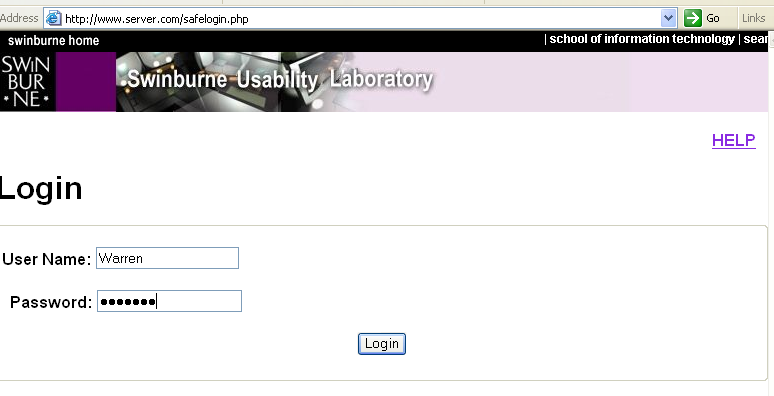 Address http://www.server.com/safelogin.php Go Links
swinburne home | school of information technology | sear
SWIN
BUR
* NE *
Swinburne Usability Laboratory
HELP
Login
User Name: Warren
Password: •••••••
Login